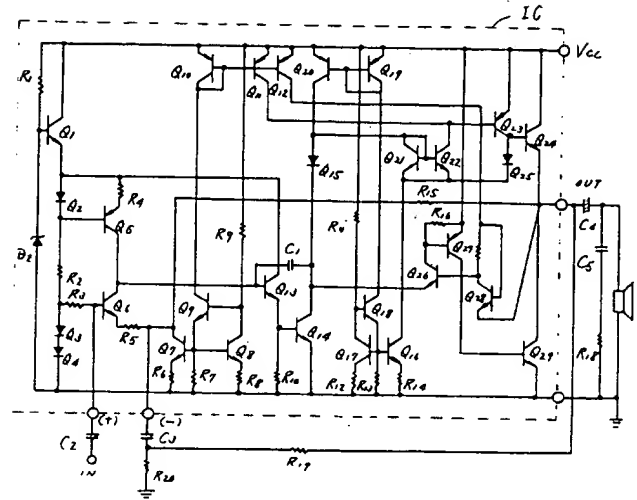 IC
Vcc
R1
Q1
Q10
Q11
Q12
Q20
Q19
Q23
Q24
Q2
R4
Q5
Q15
Q21
Q22
Q25
R15
OUT
C4
C5
R9
C1
R16
Q27
Q26
Q28
R2
R3
Q6
Q9
Q13
Q18
R5
Q3
Q4
Q7
Q8
Q14
Q17
Q16
Q29
R18
R6
R7
R8
R10
R12
R13
R14
(+)
(-)
C2
C3
IN
R20
R19